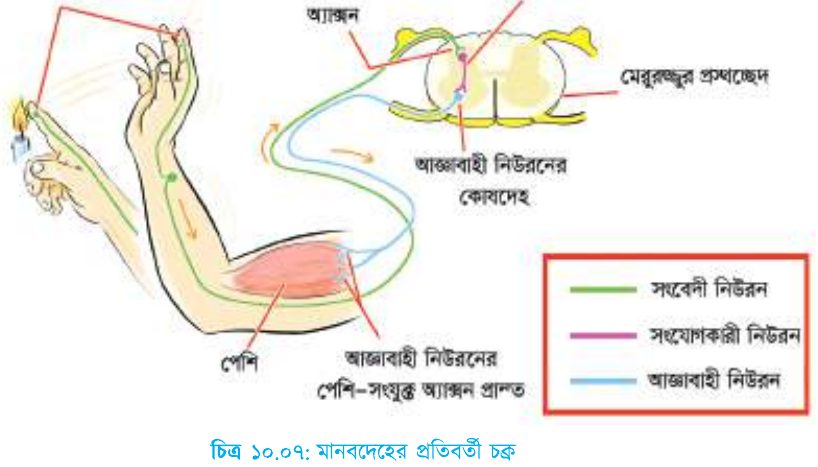 অ্যাক্সন
মেরুরজ্জুর প্রস্থচ্ছেদ
আজ্ঞাবাহী নিউরনের
কোষদেহ
সংবেদী নিউরন
সংযোগকারী নিউরন
আজ্ঞাবাহী নিউরন
পেশি
আজ্ঞাবাহী নিউরনের
পেশি-সংযুক্ত অ্যাক্সন প্রান্ত
চিত্র ১০.০৭: মানবদেহের প্রতিবর্তী চক্র